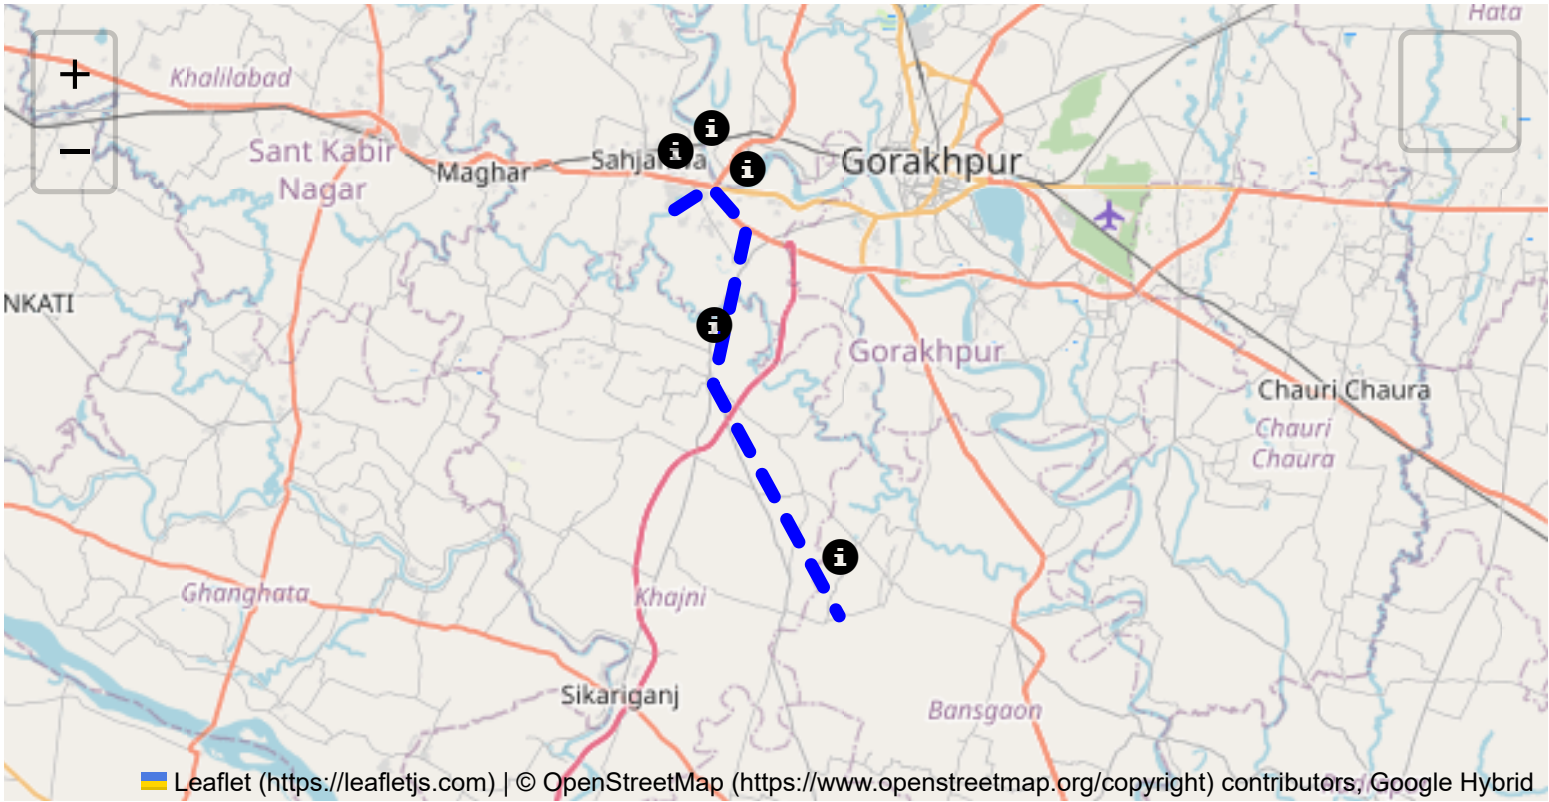 Hata
+
Khalilabad
−
Sant Kabir
Nagar
Maghar
i
i
i
Gorakhpur
NKATI
i
Gorakhpur
Chauri Chaura
Chauri
Chaura
i
Ghanghata
Khajni
Sikariganj
Bansgaon
Leaflet (https://leafletjs.com) | © OpenStreetMap (https://www.openstreetmap.org/copyright) contributors, Google Hybrid